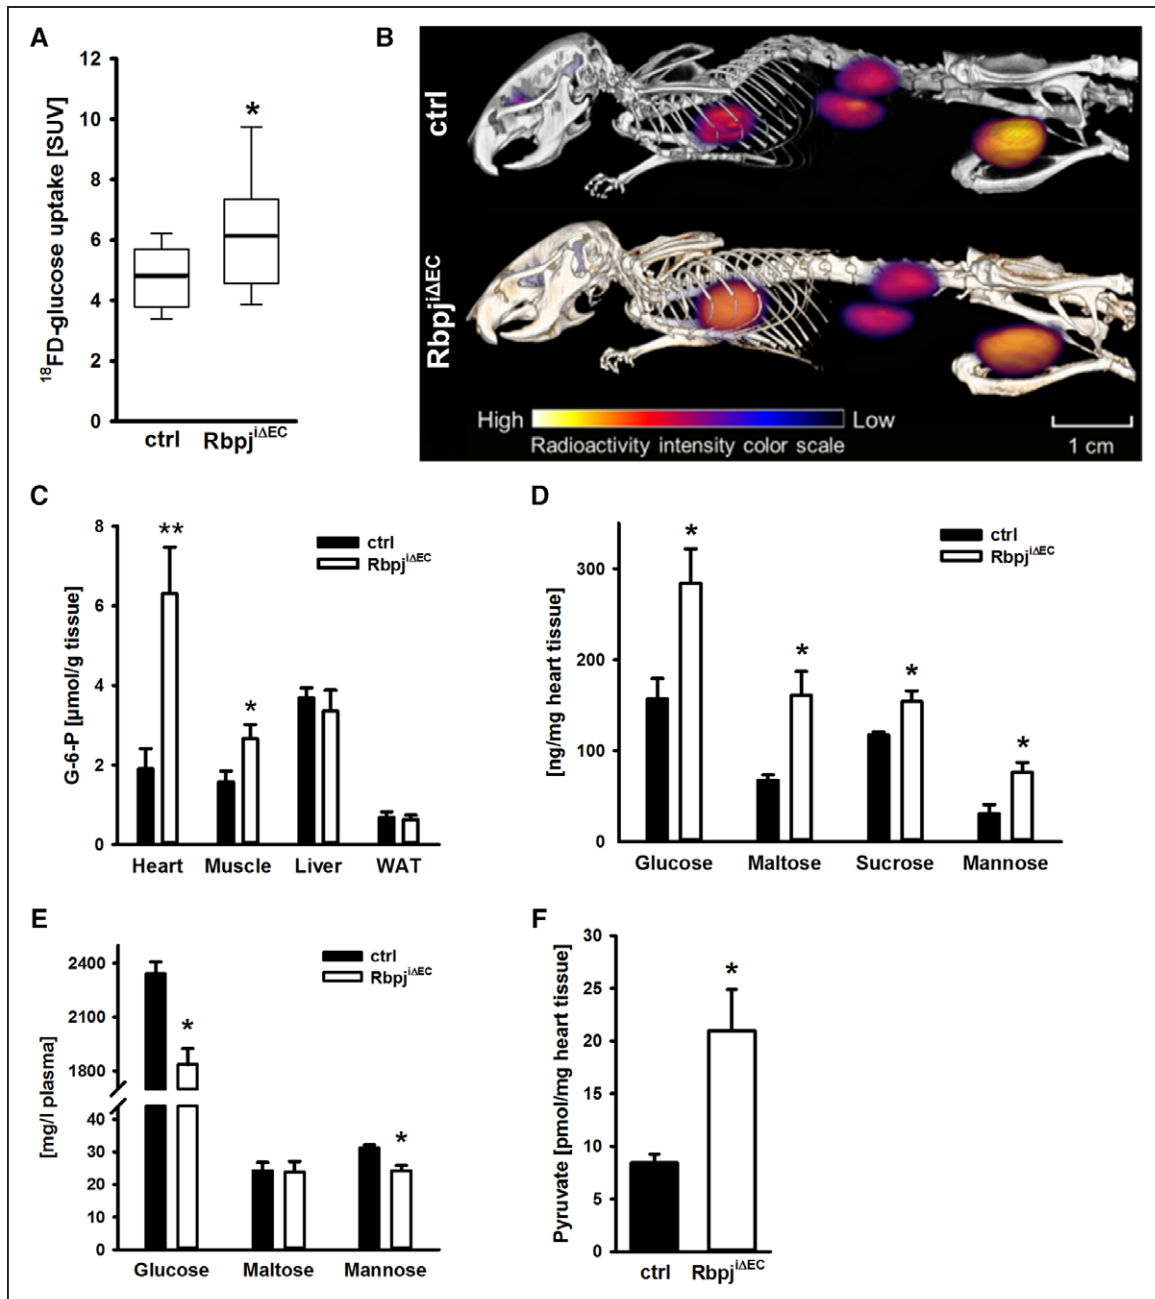 A
12
10
8
6
4
2
0
¹⁸FD-glucose uptake [SUV]
*
ctrl
Rbpj^iΔEC
B
ctrl
Rbpj^iΔEC
High
Low
Radioactivity intensity color scale
1 cm
C
8
6
4
2
0
G-6-P [µmol/g tissue]
**
*
ctrl
Rbpj^iΔEC
Heart Muscle Liver WAT
D
300
200
100
0
[ng/mg heart tissue]
*
*
*
*
ctrl
Rbpj^iΔEC
Glucose Maltose Sucrose Mannose
E
2400
2100
1800
40
30
20
10
0
[mg/l plasma]
*
*
ctrl
Rbpj^iΔEC
Glucose Maltose Mannose
F
30
25
20
15
10
5
0
Pyruvate [pmol/mg heart tissue]
*
ctrl Rbpj^iΔEC